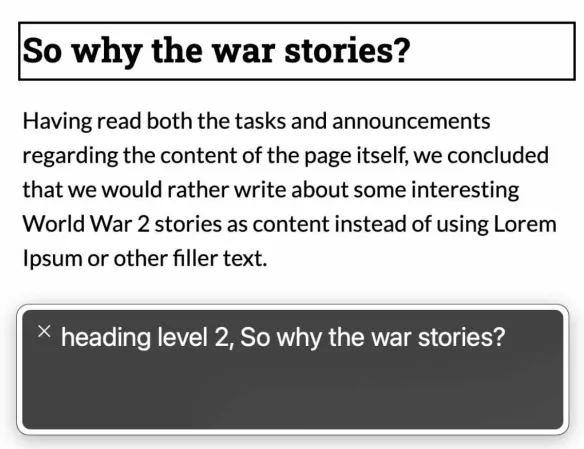 So why the war stories?
Having read both the tasks and announcements
regarding the content of the page itself, we concluded
that we would rather write about some interesting
World War 2 stories as content instead of using Lorem
Ipsum or other filler text.
× heading level 2, So why the war stories?